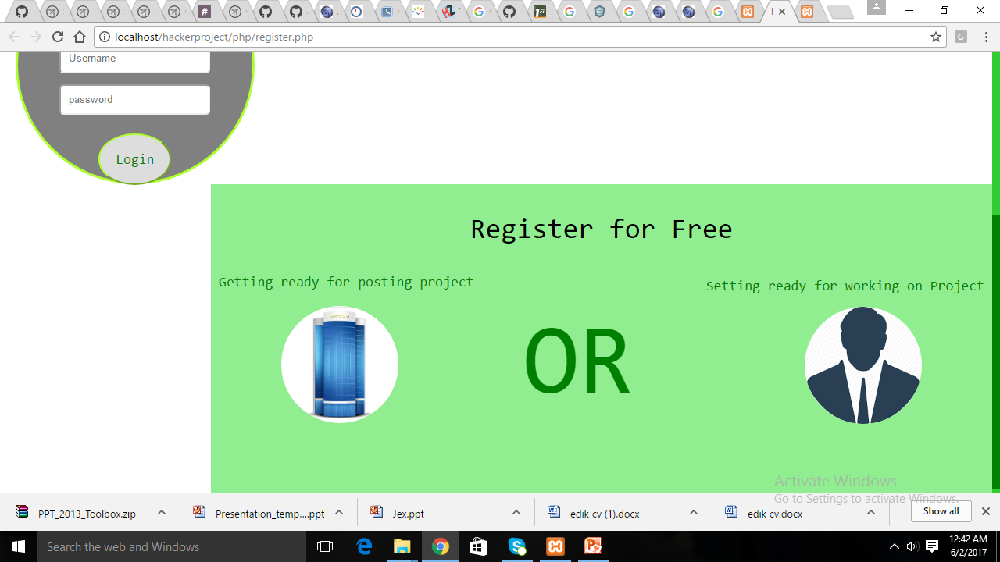 localhost/hackerproject/php/register.php
G
Username
password
Login
Register for Free
Getting ready for posting project
Setting ready for working on Project
OR
Activate Windows
Go to Settings to activate Windows.
PPT_2013_Toolbox.zip
Presentation_temp....ppt
Jex.ppt
edik cv (1).docx
edik cv.docx
Show all
Search the web and Windows
12:42 AM
6/2/2017